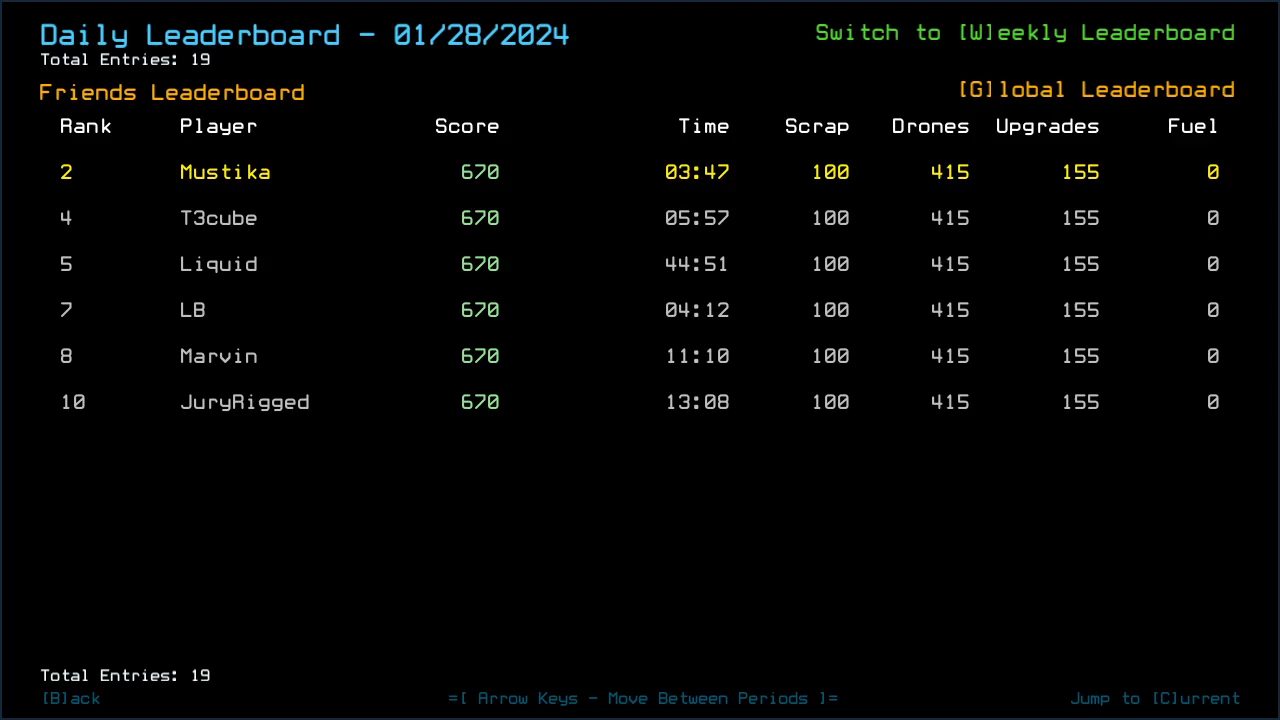 Daily Leaderboard - 01/28/2024 Switch to [W]eekly Leaderboard
Total Entries: 19
Friends Leaderboard [G]lobal Leaderboard
Rank Player Score Time Scrap Drones Upgrades Fuel
2 Mustika 670 03:47 100 415 155 0
4 T3cube 670 05:57 100 415 155 0
5 Liquid 670 44:51 100 415 155 0
7 LB 670 04:12 100 415 155 0
8 Marvin 670 11:10 100 415 155 0
10 JuryRigged 670 13:08 100 415 155 0
Total Entries: 19
[B]ack =[ Arrow Keys - Move Between Periods ]= Jump to [C]urrent